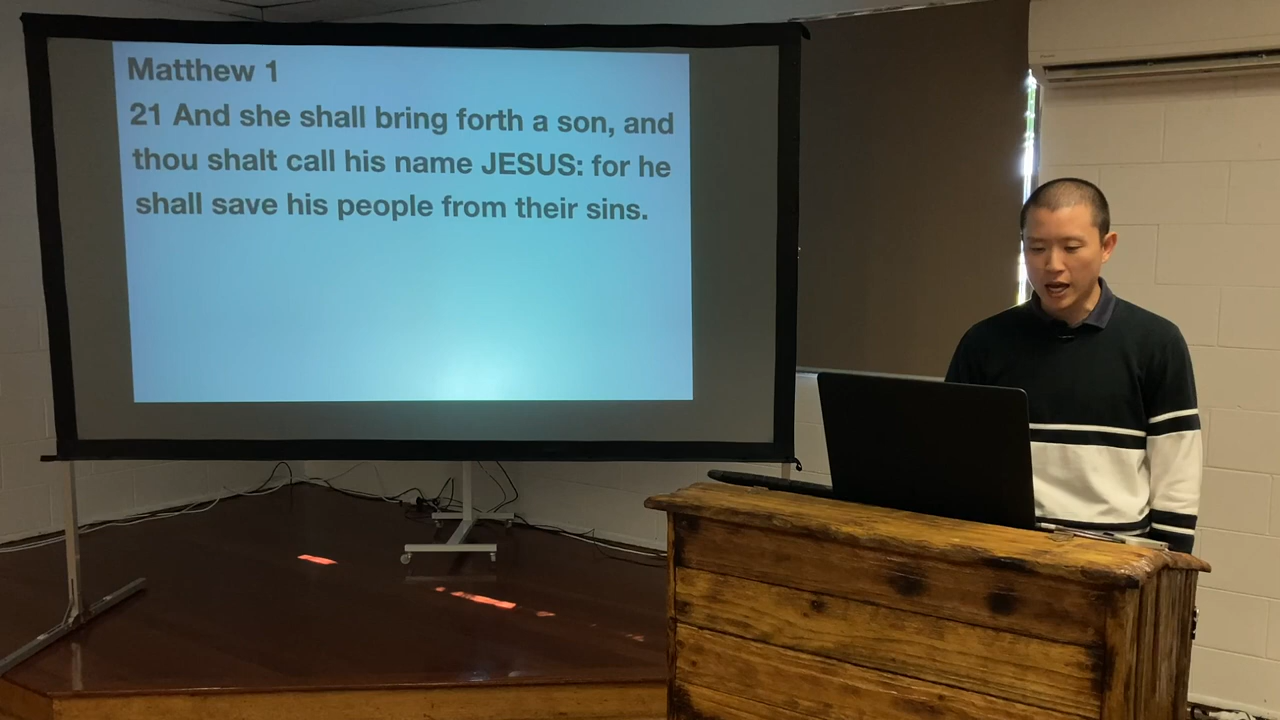 Matthew 1
21 And she shall bring forth a son, and
thou shalt call his name JESUS: for he
shall save his people from their sins.